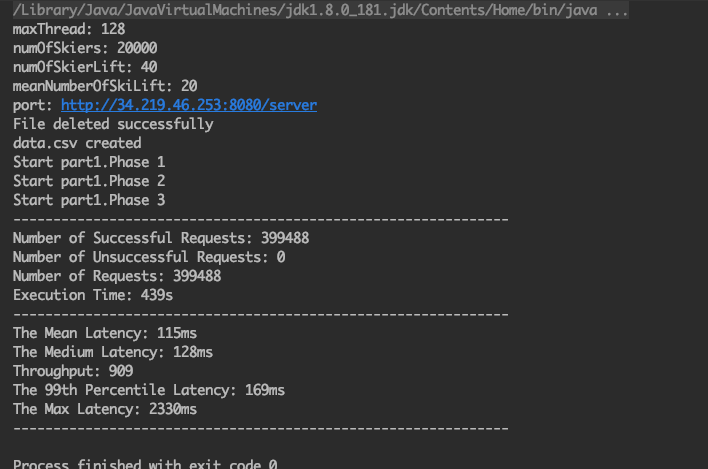 /Library/Java/JavaVirtualMachines/jdk1.8.0_181.jdk/Contents/Home/bin/java ...
maxThread: 128
numOfSkiers: 20000
numOfSkierLift: 40
meanNumberOfSkiLift: 20
port: http://34.219.46.253:8080/server
File deleted successfully
data.csv created
Start part1.Phase 1
Start part1.Phase 2
Start part1.Phase 3
--------------------------------------------------------------
Number of Successful Requests: 399488
Number of Unsuccessful Requests: 0
Number of Requests: 399488
Execution Time: 439s
--------------------------------------------------------------
The Mean Latency: 115ms
The Medium Latency: 128ms
Throughput: 909
The 99th Percentile Latency: 169ms
The Max Latency: 2330ms
--------------------------------------------------------------
Process finished with exit code 0